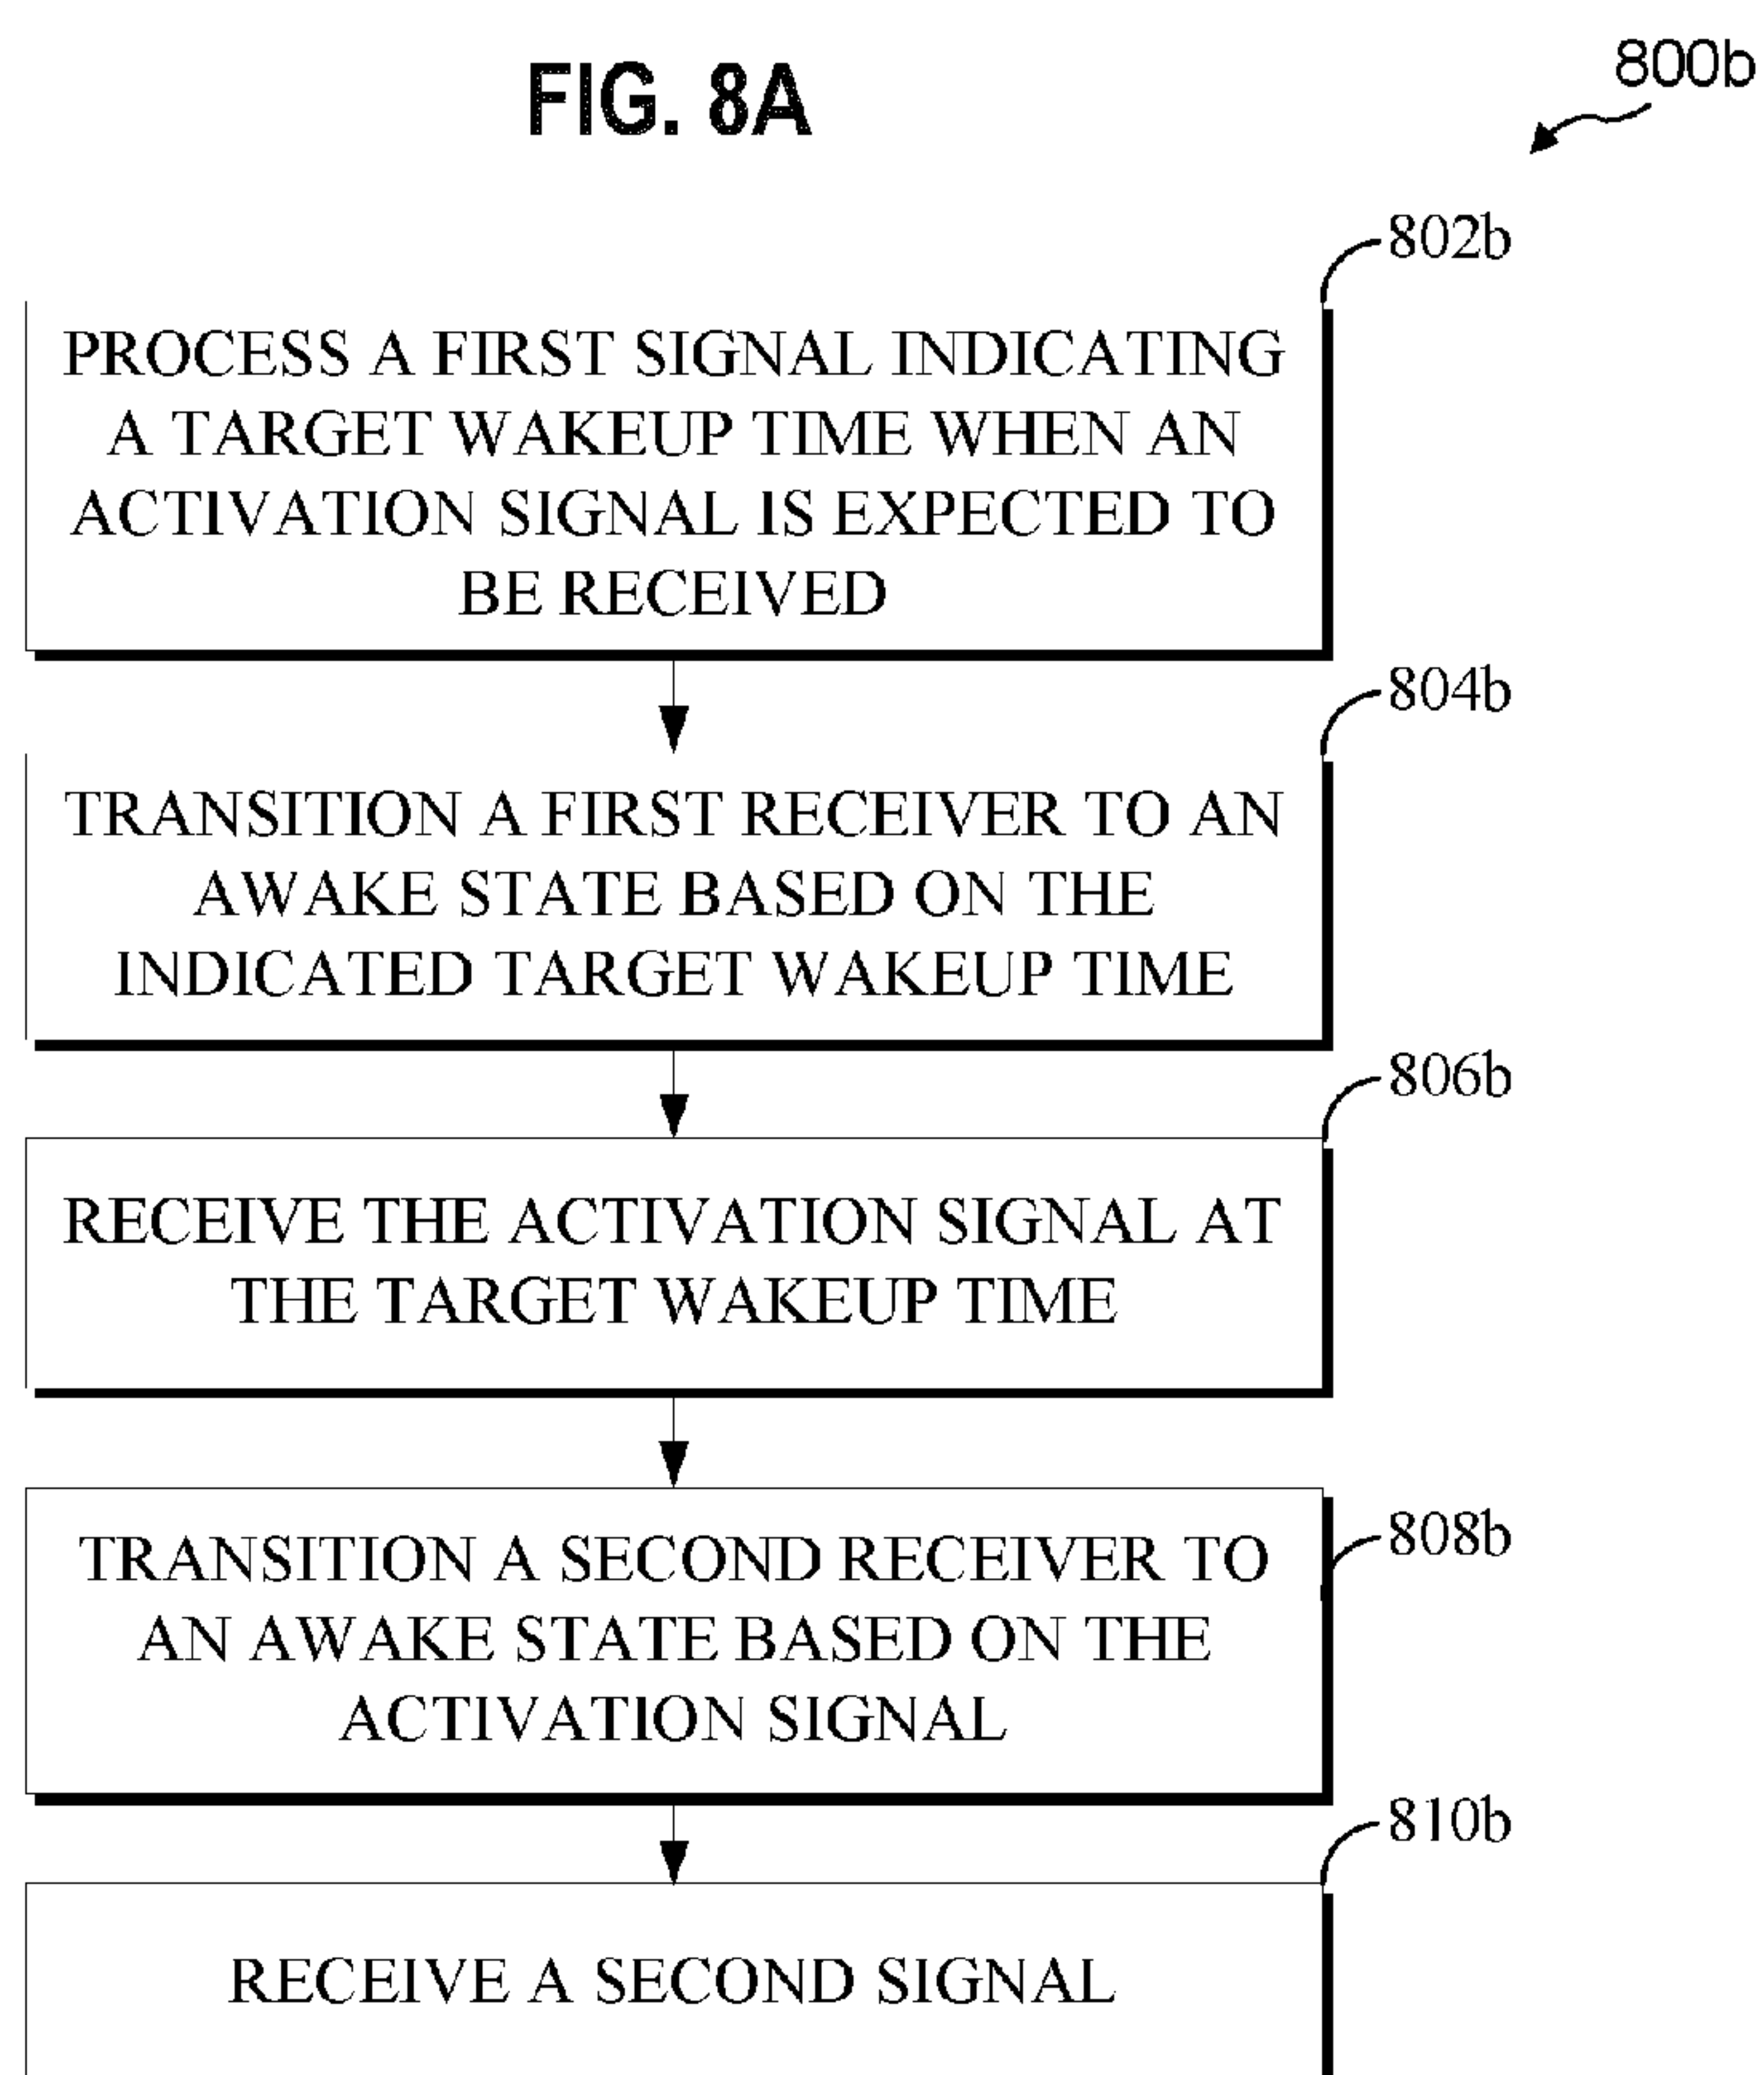 FIG. 8A
800b
802b
PROCESS A FIRST SIGNAL INDICATING
A TARGET WAKEUP TIME WHEN AN
ACTIVATION SIGNAL IS EXPECTED TO
BE RECEIVED
804b
TRANSITION A FIRST RECEIVER TO AN
AWAKE STATE BASED ON THE
INDICATED TARGET WAKEUP TIME
806b
RECEIVE THE ACTIVATION SIGNAL AT
THE TARGET WAKEUP TIME
808b
TRANSITION A SECOND RECEIVER TO
AN AWAKE STATE BASED ON THE
ACTIVATION SIGNAL
810b
RECEIVE A SECOND SIGNAL